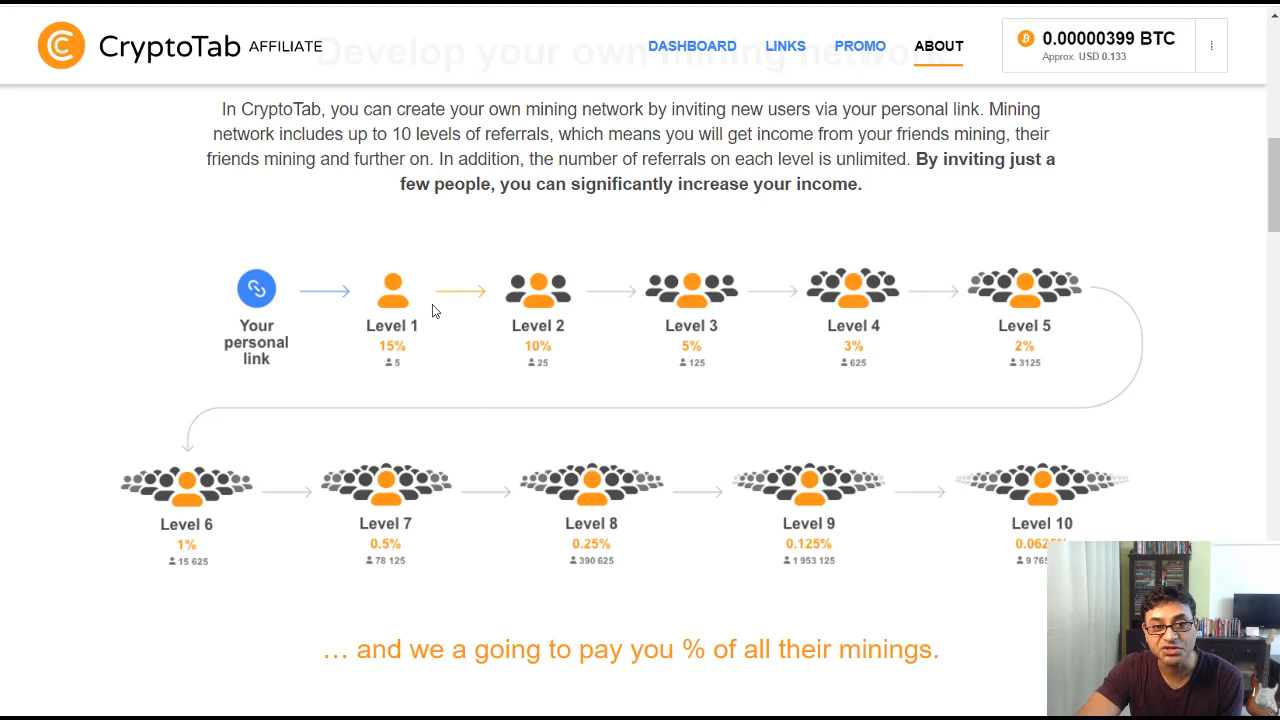 CryptoTab AFFILIATE
DASHBOARD LINKS PROMO ABOUT
0.00000399 BTC
Approx. USD 0.133
Develop your own mining network
In CryptoTab, you can create your own mining network by inviting new users via your personal link. Mining
network includes up to 10 levels of referrals, which means you will get income from your friends mining, their
friends mining and further on. In addition, the number of referrals on each level is unlimited. By inviting just a
few people, you can significantly increase your income.
Your
personal
link
Level 1
15%
5
Level 2
10%
25
Level 3
5%
125
Level 4
3%
625
Level 5
2%
3125
Level 6
1%
15 625
Level 7
0.5%
78 125
Level 8
0.25%
390 625
Level 9
0.125%
1 953 125
Level 10
… and we a going to pay you % of all their minings.